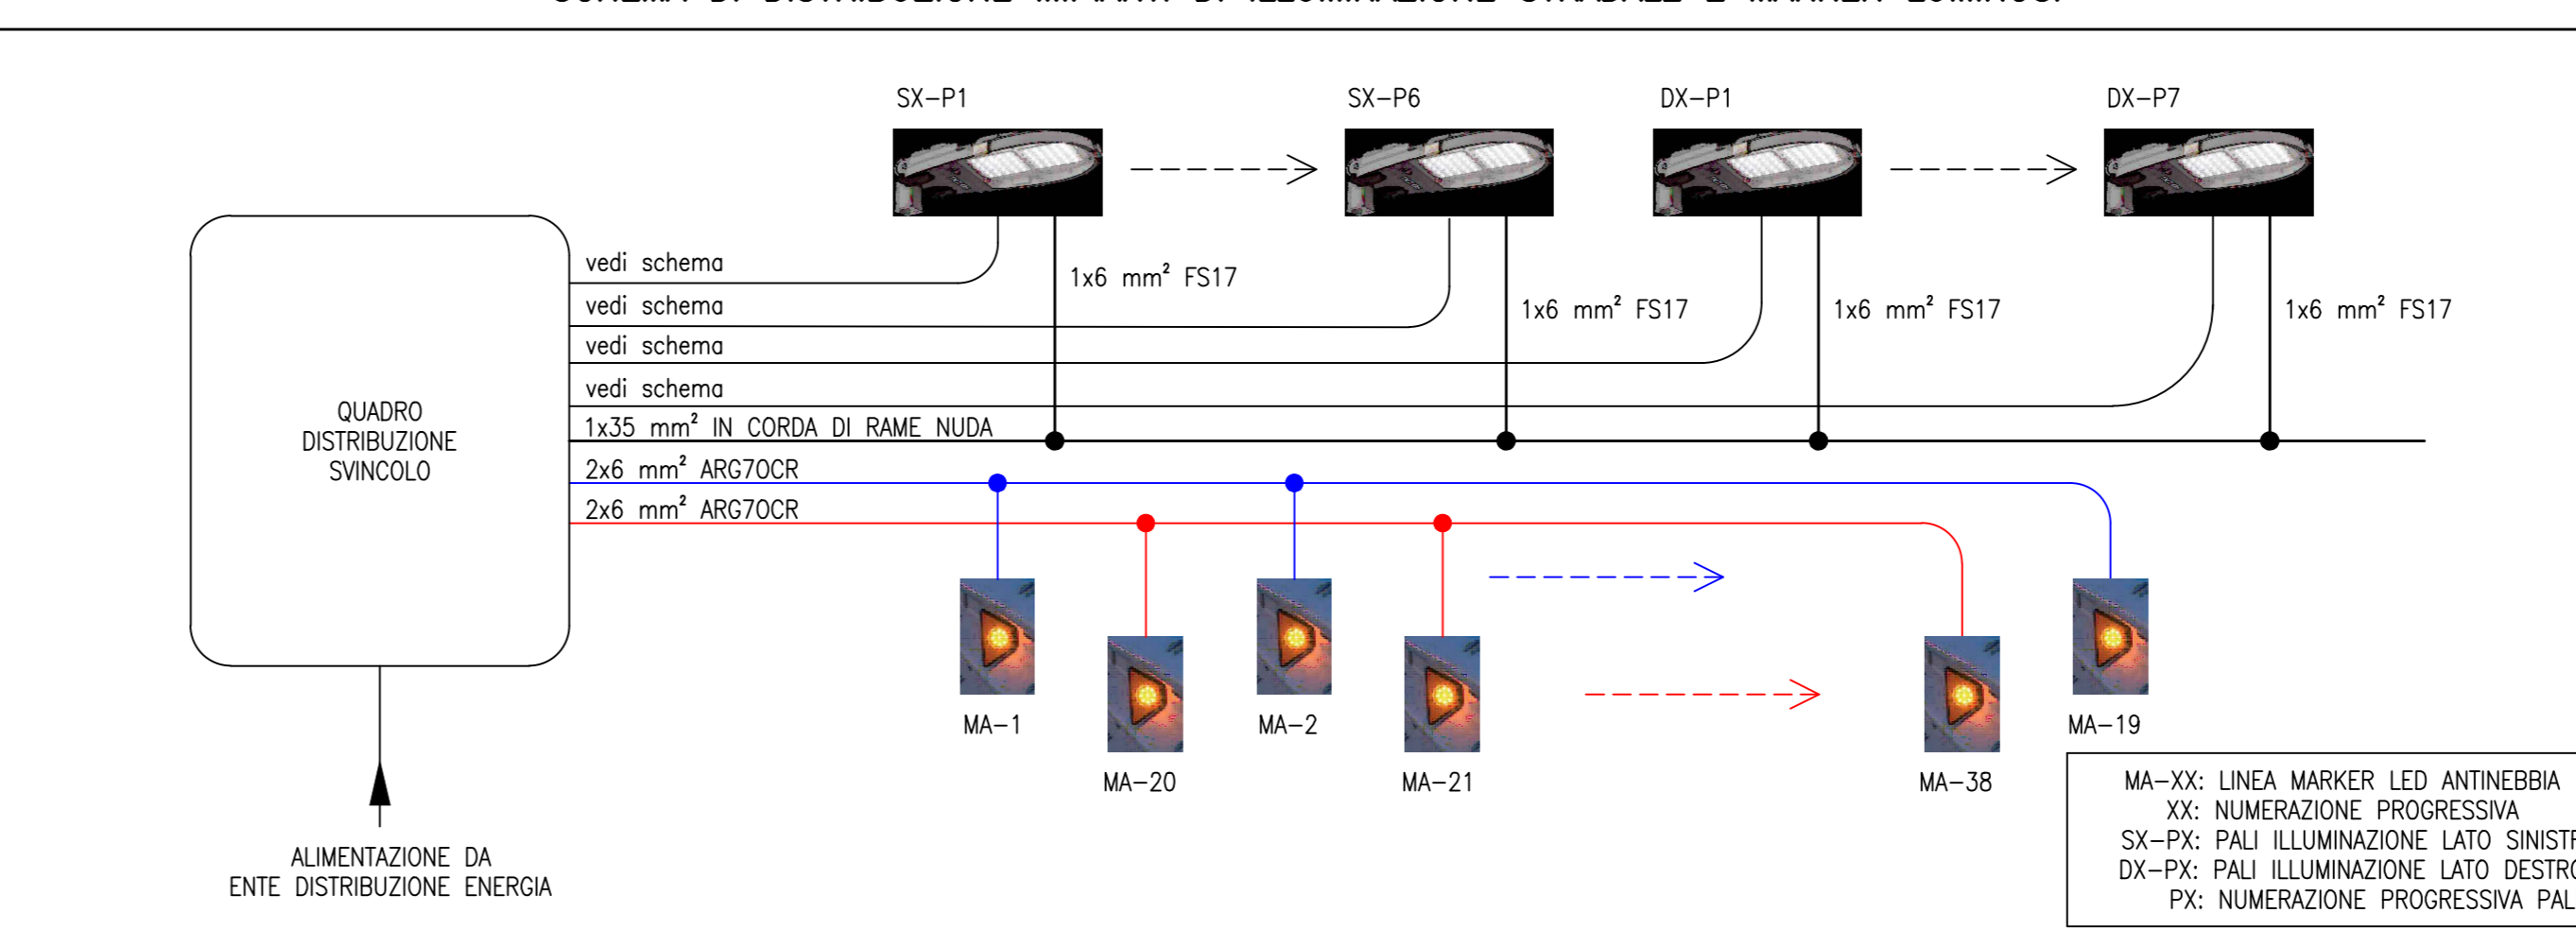 SX-P1
SX-P6
DX-P1
DX-P7
vedi schema
1x6 mm² FS17
vedi schema
1x6 mm² FS17
1x6 mm² FS17
1x6 mm² FS17
vedi schema
vedi schema
QUADRO
DISTRIBUZIONE
SVINCOLO
1x35 mm² IN CORDA DI RAME NUDA
2x6 mm² ARG7OCR
2x6 mm² ARG7OCR
MA-1
MA-2
MA-19
MA-20
MA-21
MA-38
MA-XX: LINEA MARKER LED ANTINEBBIA
XX: NUMERAZIONE PROGRESSIVA
SX-PX: PALI ILLUMINAZIONE LATO SINISTR
DX-PX: PALI ILLUMINAZIONE LATO DESTRO
PX: NUMERAZIONE PROGRESSIVA PAL
ALIMENTAZIONE DA
ENTE DISTRIBUZIONE ENERGIA